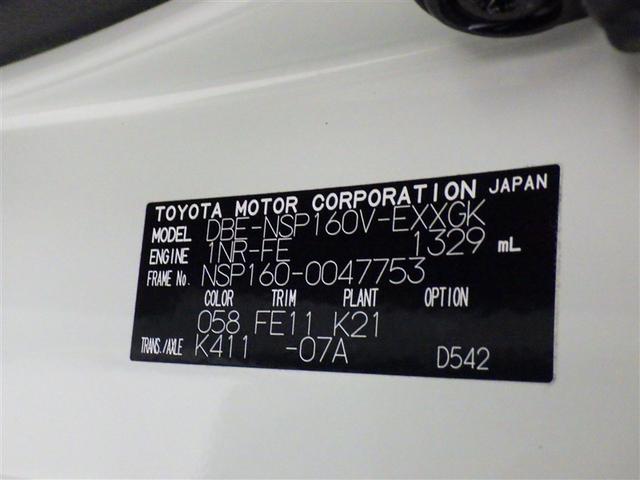 TOYOTA MOTOR CORPORATION JAPAN
MODEL DBE-NSP160V-EXXGK
ENGINE 1NR-FE 1329 mL
FRAME No. NSP160-0047753
COLOR TRIM PLANT OPTION
058 FE11 K21
TRANS./AXLE K411 -07A D542